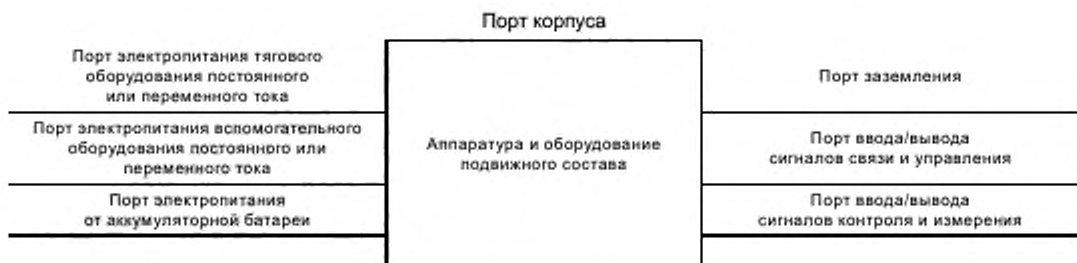 Порт корпуса
Порт электропитания тягового
оборудования постоянного
или переменного тока
Порт электропитания вспомогательного
оборудования постоянного или
переменного тока
Порт электропитания
от аккумуляторной батареи
Аппаратура и оборудование
подвижного состава
Порт заземления
Порт ввода/вывода
сигналов связи и управления
Порт ввода/вывода
сигналов контроля и измерения